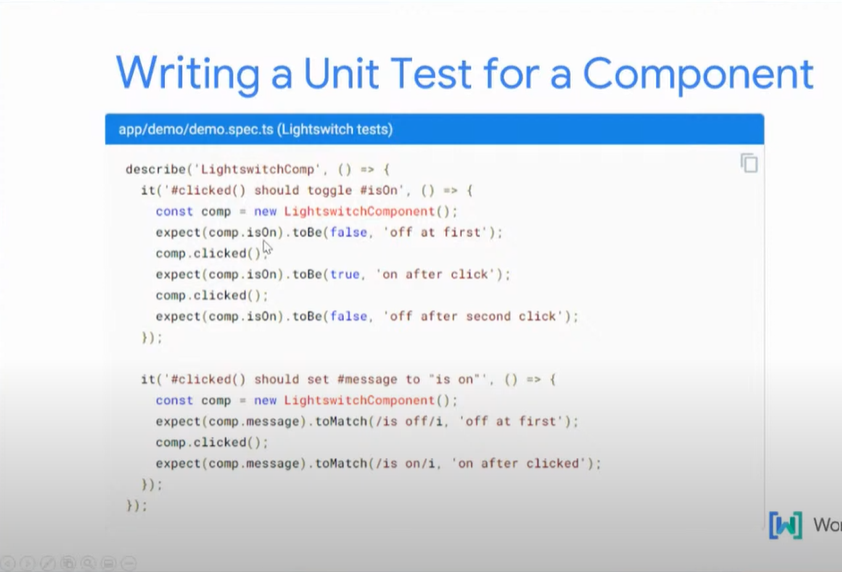 Writing a Unit Test for a Component
app/demo/demo.spec.ts (Lightswitch tests)
describe('LightswitchComp', () => {
it('#clicked() should toggle #isOn', () => {
const comp = new LightswitchComponent();
expect(comp.isOn).toBe(false, 'off at first');
comp.clicked();
expect(comp.isOn).toBe(true, 'on after click');
comp.clicked();
expect(comp.isOn).toBe(false, 'off after second click');
});
it('#clicked() should set #message to "is on"', () => {
const comp = new LightswitchComponent();
expect(comp.message).toMatch(/is off/i, 'off at first');
comp.clicked();
expect(comp.message).toMatch(/is on/i, 'on after clicked');
});
});
[W] Wor